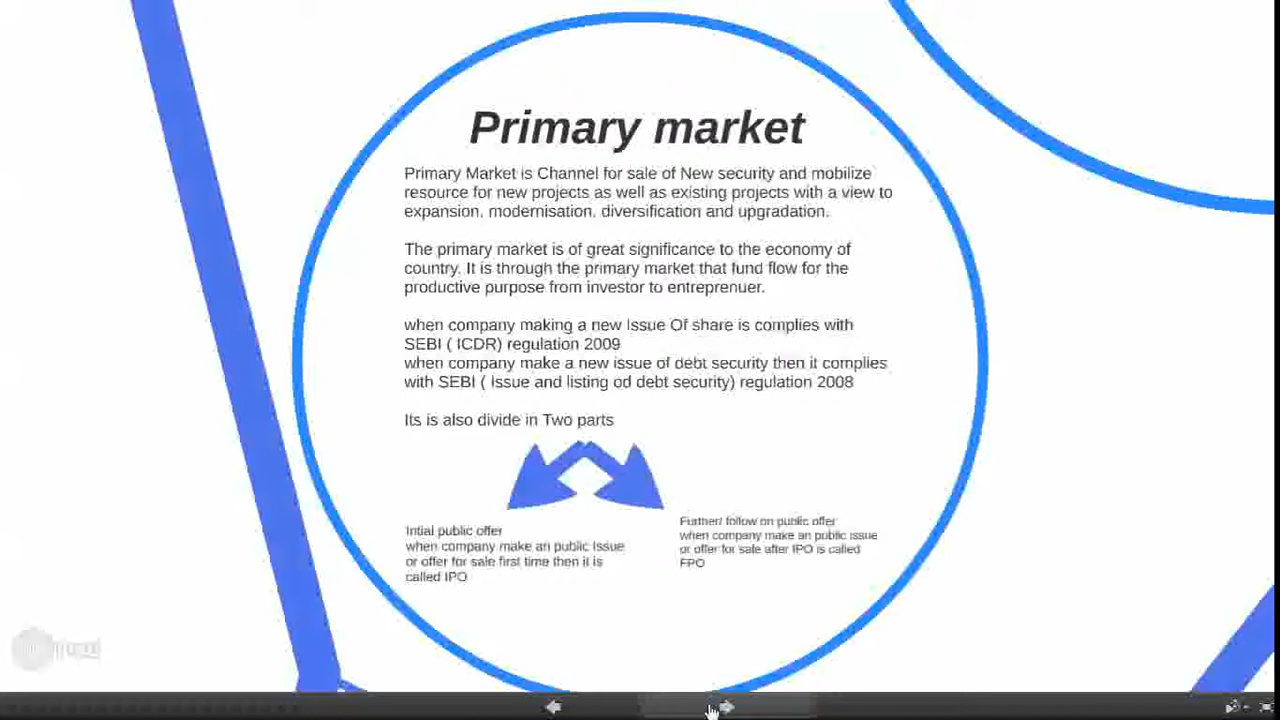 Primary market
Primary Market is Channel for sale of New security and mobilize
resource for new projects as well as existing projects with a view to
expansion, modernisation, diversification and upgradation.
The primary market is of great significance to the economy of
country. It is through the primary market that fund flow for the
productive purpose from investor to entreprenuer.
when company making a new Issue Of share is complies with
SEBI ( ICDR) regulation 2009
when company make a new issue of debt security then it complies
with SEBI ( Issue and listing od debt security) regulation 2008
Its is also divide in Two parts
Intial public offer
when company make an public Issue
or offer for sale first time then it is
called IPO
Further/ follow on public offer
when company make an public issue
or offer for sale after IPO is called
FPO